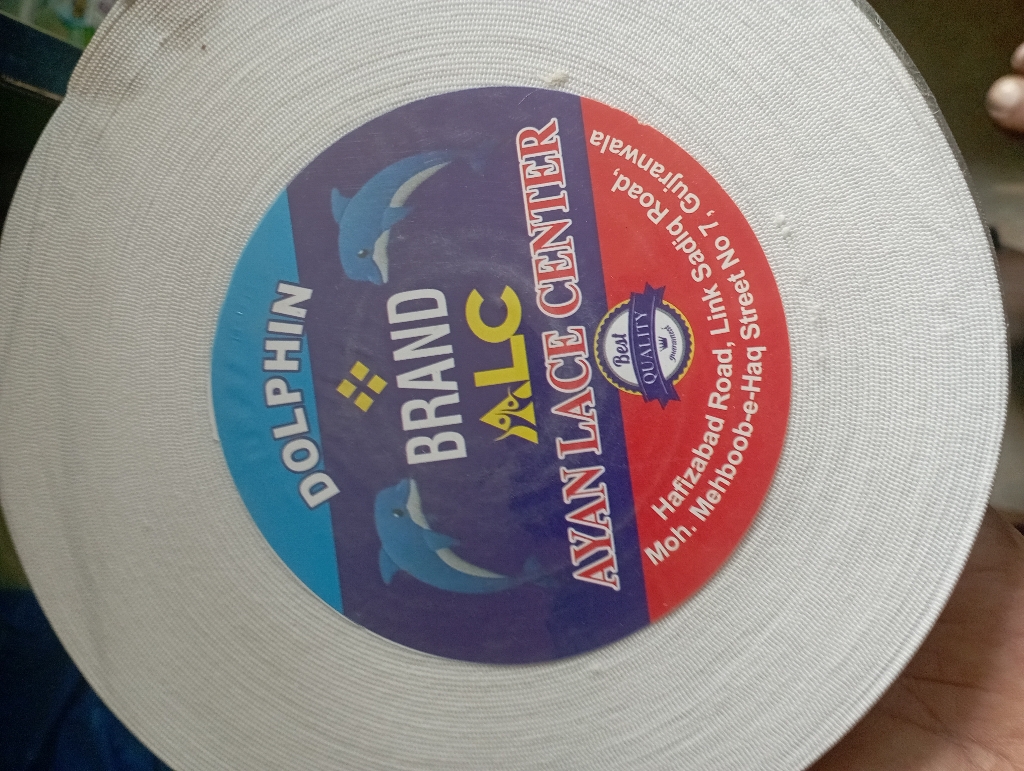 DOLPHIN
BRAND
ALC
AYAN LACE CENTER
Best
QUALITY
Guaranteed
Hafizabad Road, Link Sadiq Road,
Moh. Mehboob-e-Haq Street No 7, Gujranwala